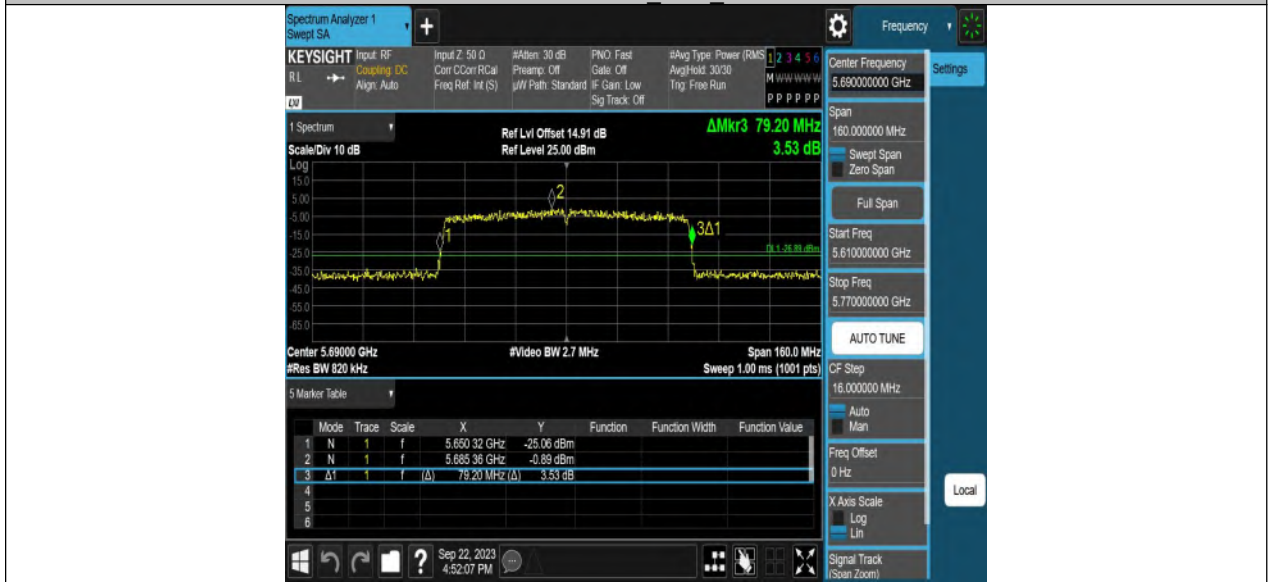 Spectrum Analyzer 1
Swept SA
+
Frequency
KEYSIGHT
RL
LXI
Input: RF
Coupling: DC
Align: Auto
Input Z: 50 Ω
Corr CCorr RCal
Freq Ref: Int (S)
#Atten: 30 dB
Preamp: Off
µW Path: Standard
PNO: Fast
Gate: Off
IF Gain: Low
Sig Track: Off
#Avg Type: Power (RMS
Avg|Hold: 30/30
Trig: Free Run
1 2 3 4 5 6
M W W W W W
P P P P P P
1 Spectrum
Scale/Div 10 dB
Ref Lvl Offset 14.91 dB
Ref Level 25.00 dBm
ΔMkr3 79.20 MHz
3.53 dB
Log
15.0
5.00
-5.00
-15.0
-25.0
-35.0
-45.0
-55.0
-65.0
2
1
3Δ1
DL1 -26.89 dBm
Center 5.69000 GHz
#Video BW 2.7 MHz
Span 160.0 MHz
#Res BW 820 kHz
Sweep 1.00 ms (1001 pts)
5 Marker Table
Mode Trace Scale X Y Function Function Width Function Value
1 N 1 f 5.650 32 GHz -25.06 dBm
2 N 1 f 5.685 36 GHz -0.89 dBm
3 Δ1 1 f (Δ) 79.20 MHz (Δ) 3.53 dB
4
5
6
?
Sep 22, 2023
4:52:07 PM
Center Frequency
5.690000000 GHz
Settings
Span
160.000000 MHz
Swept Span
Zero Span
Full Span
Start Freq
5.610000000 GHz
Stop Freq
5.770000000 GHz
AUTO TUNE
CF Step
16.000000 MHz
Auto
Man
Freq Offset
0 Hz
Local
X Axis Scale
Log
Lin
Signal Track
(Span Zoom)